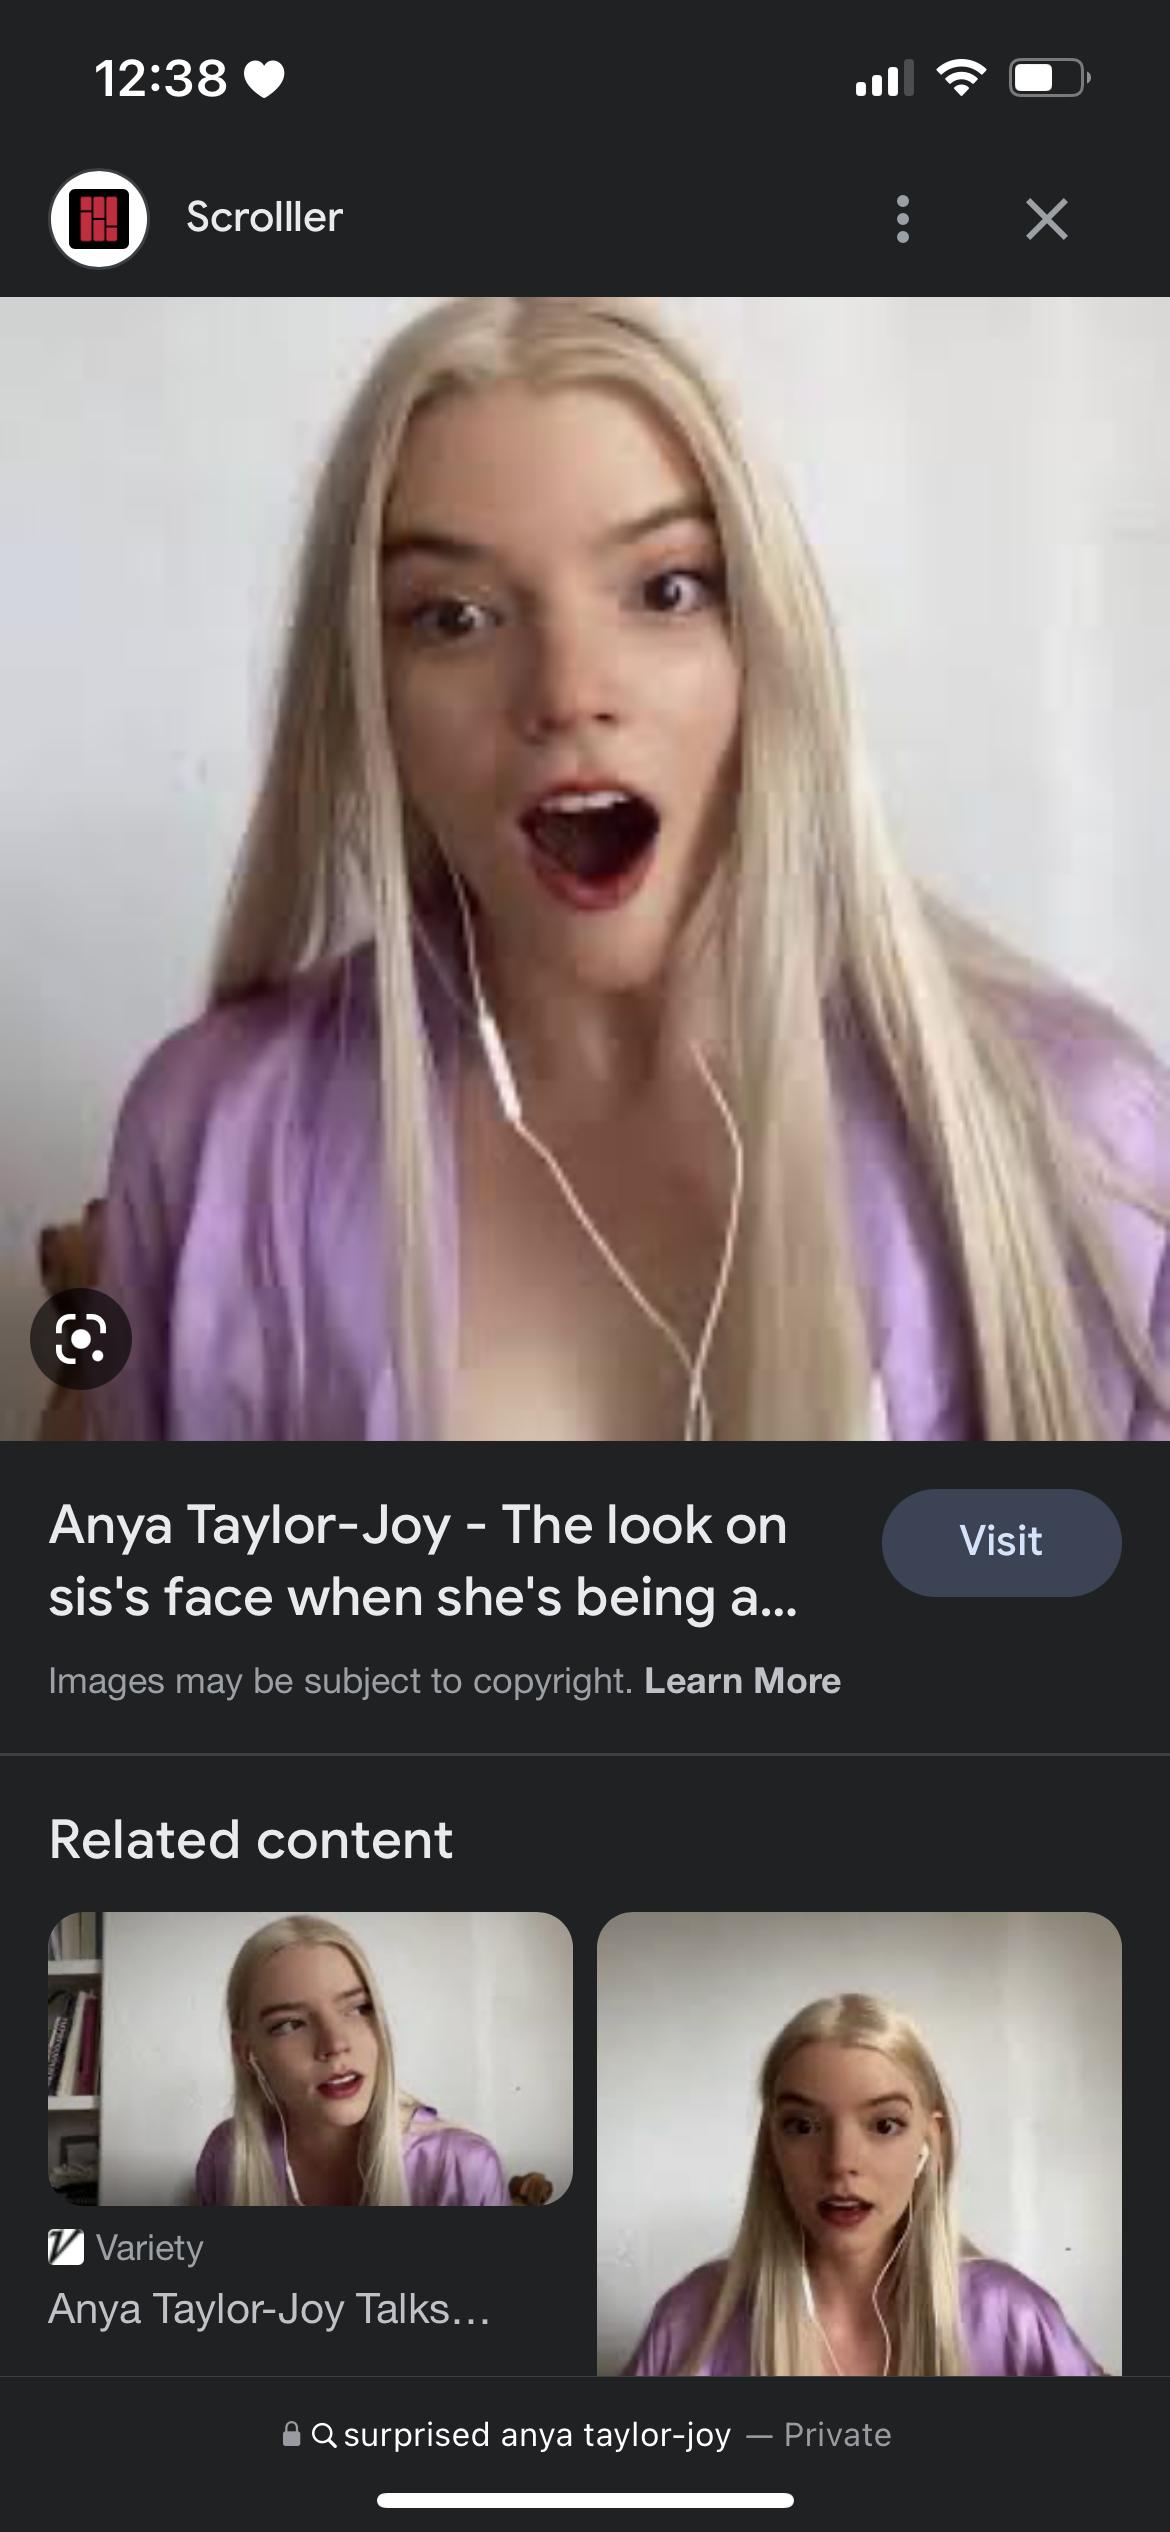 12:38
Scrolller
Anya Taylor-Joy - The look on
sis's face when she's being a...
Visit
Images may be subject to copyright. Learn More
Related content
Variety
Anya Taylor-Joy Talks...
surprised anya taylor-joy — Private